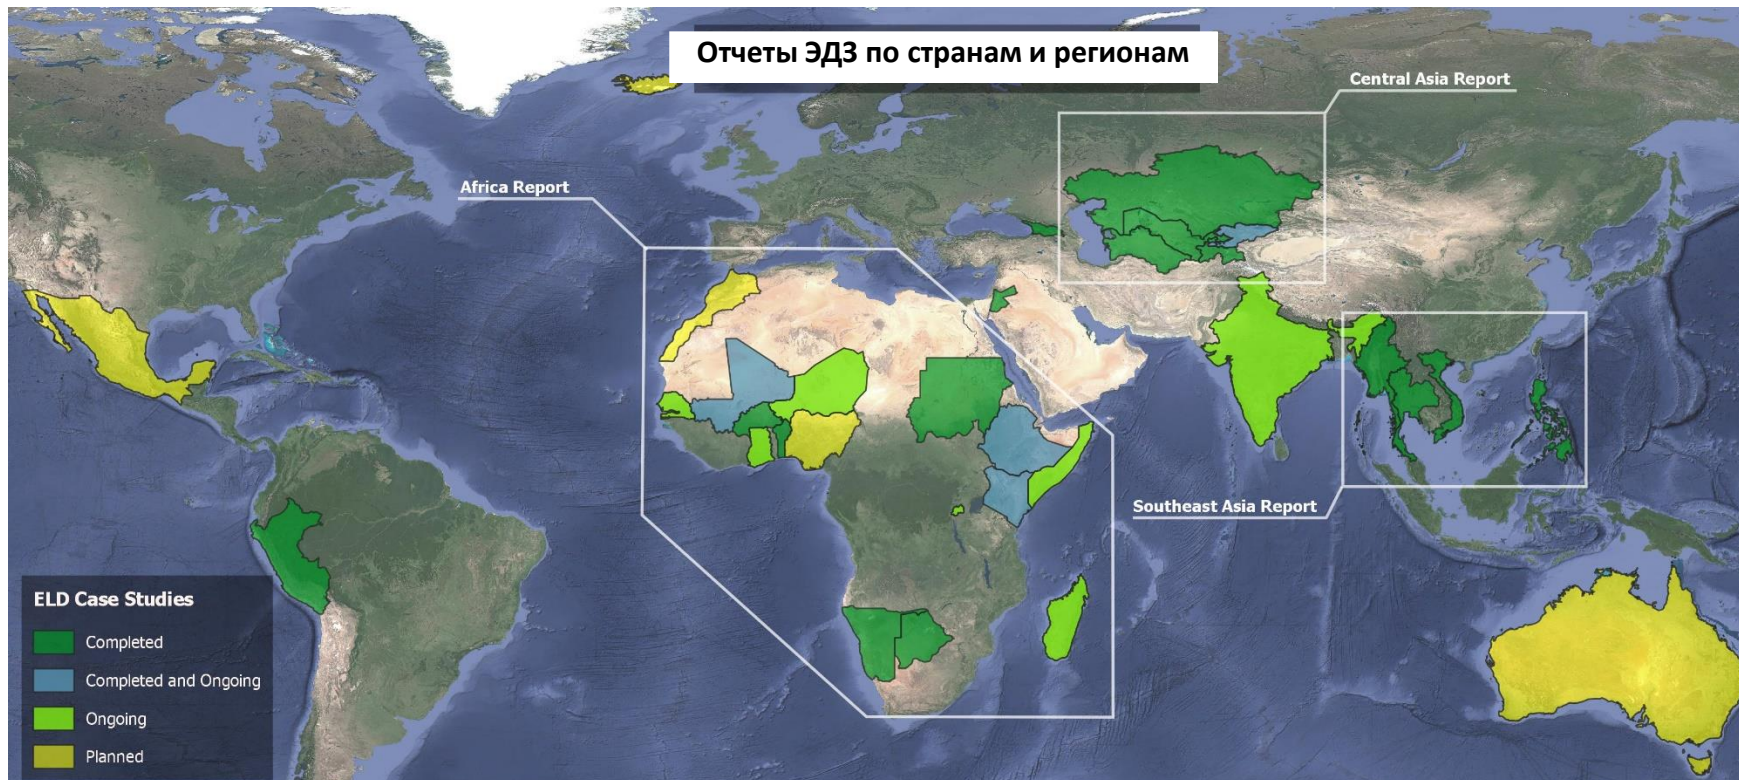 Отчеты ЭДЗ по странам и регионам
Central Asia Report
Africa Report
Southeast Asia Report
ELD Case Studies
Completed
Completed and Ongoing
Ongoing
Planned